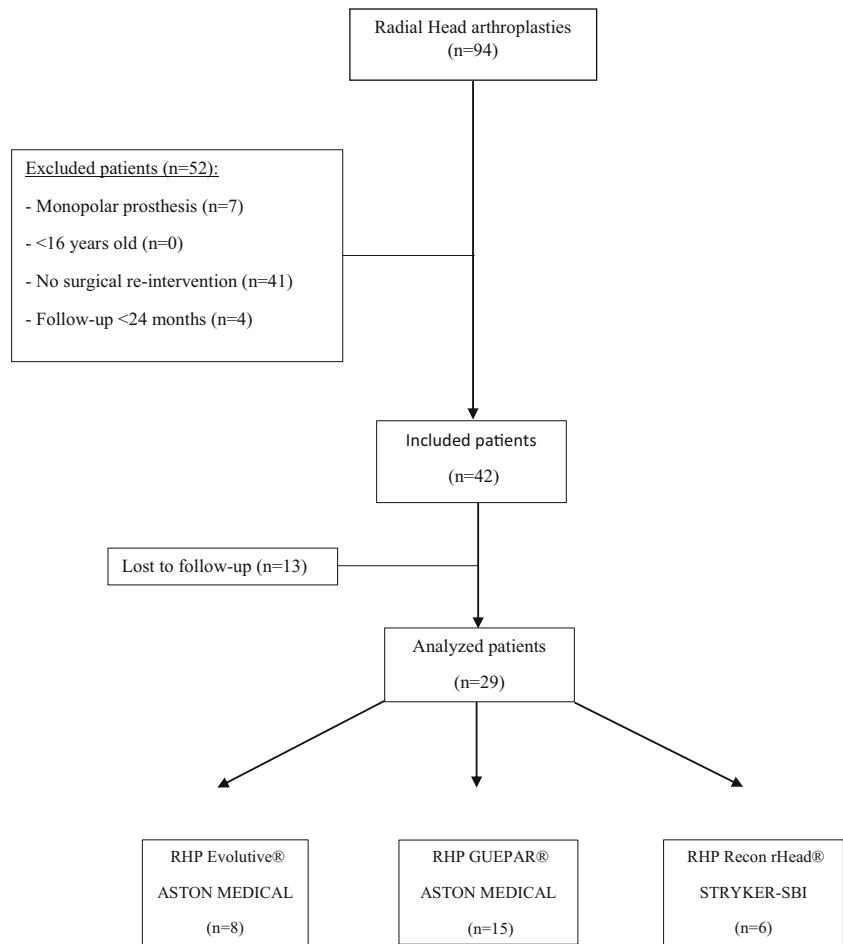 Radial Head arthroplasties
(n=94)
Excluded patients (n=52):
- Monopolar prosthesis (n=7)
- <16 years old (n=0)
- No surgical re-intervention (n=41)
- Follow-up <24 months (n=4)
Included patients
(n=42)
Lost to follow-up (n=13)
Analyzed patients
(n=29)
RHP Evolutive®
ASTON MEDICAL
(n=8)
RHP GUEPAR®
ASTON MEDICAL
(n=15)
RHP Recon rHead®
STRYKER-SBI
(n=6)